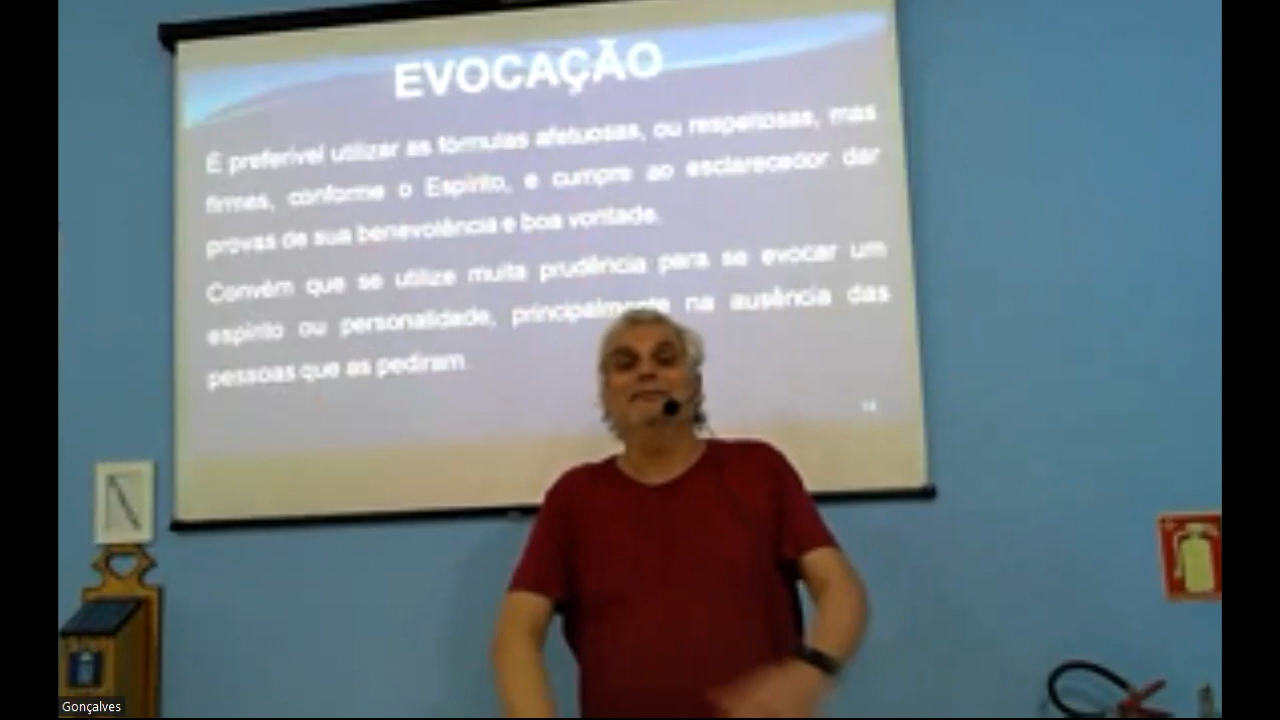 EVOCAÇÃO
É preferível utilizar as fórmulas afetuosas, ou respeitosas, mas
firmes, conforme o Espírito, e cumpre ao esclarecedor dar
provas de sua benevolência e boa vontade.
Convém que se utilize muita prudência para se evocar um
espírito ou personalidade, principalmente na ausência das
pessoas que as pediram.
14
Gonçalves